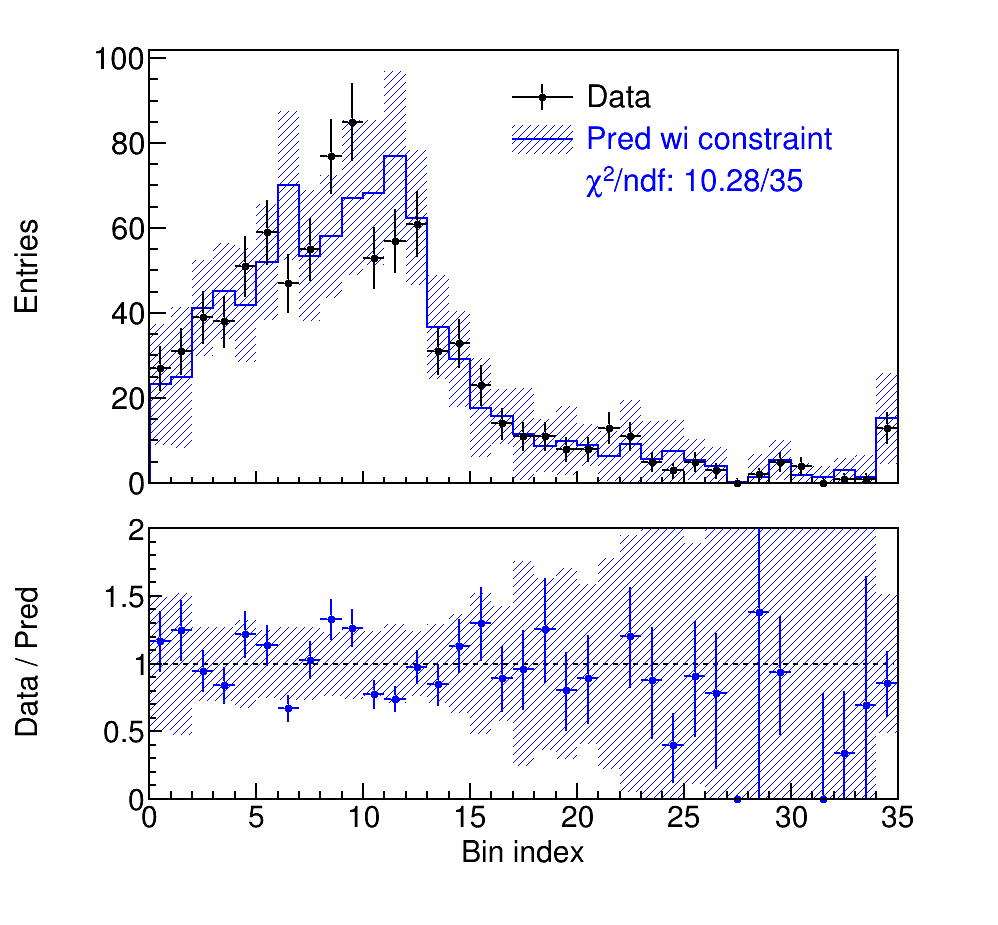 100
80
60
40
20
0
Entries
Data
Pred wi constraint
χ²/ndf: 10.28/35
2
1.5
1
0.5
0
Data / Pred
0 5 10 15 20 25 30 35
Bin index